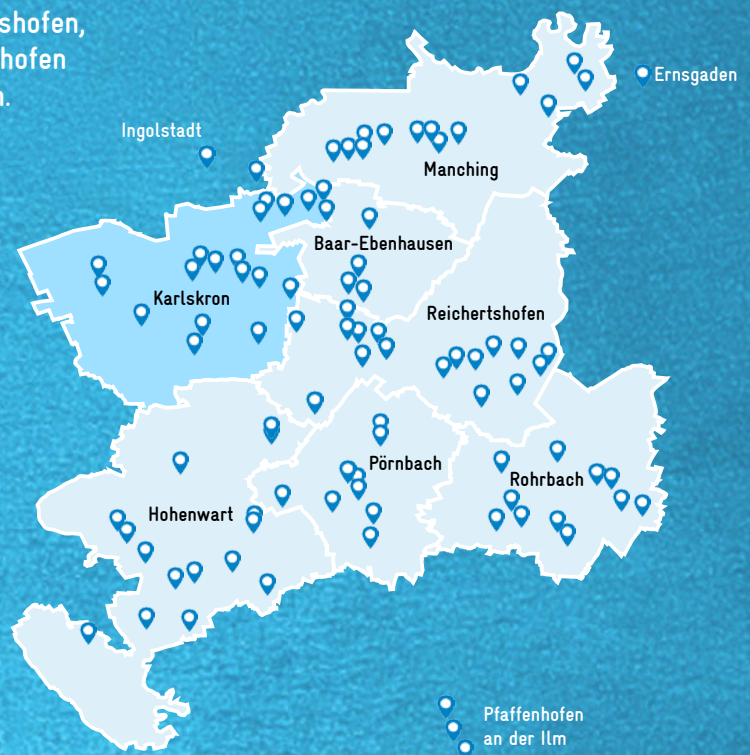 shofen,
hofen
.
Ernsgaden
Ingolstadt
Manching
Baar-Ebenhausen
Karlskron
Reichertshofen
Pörnbach
Rohrbach
Hohenwart
Pfaffenhofen
an der Ilm